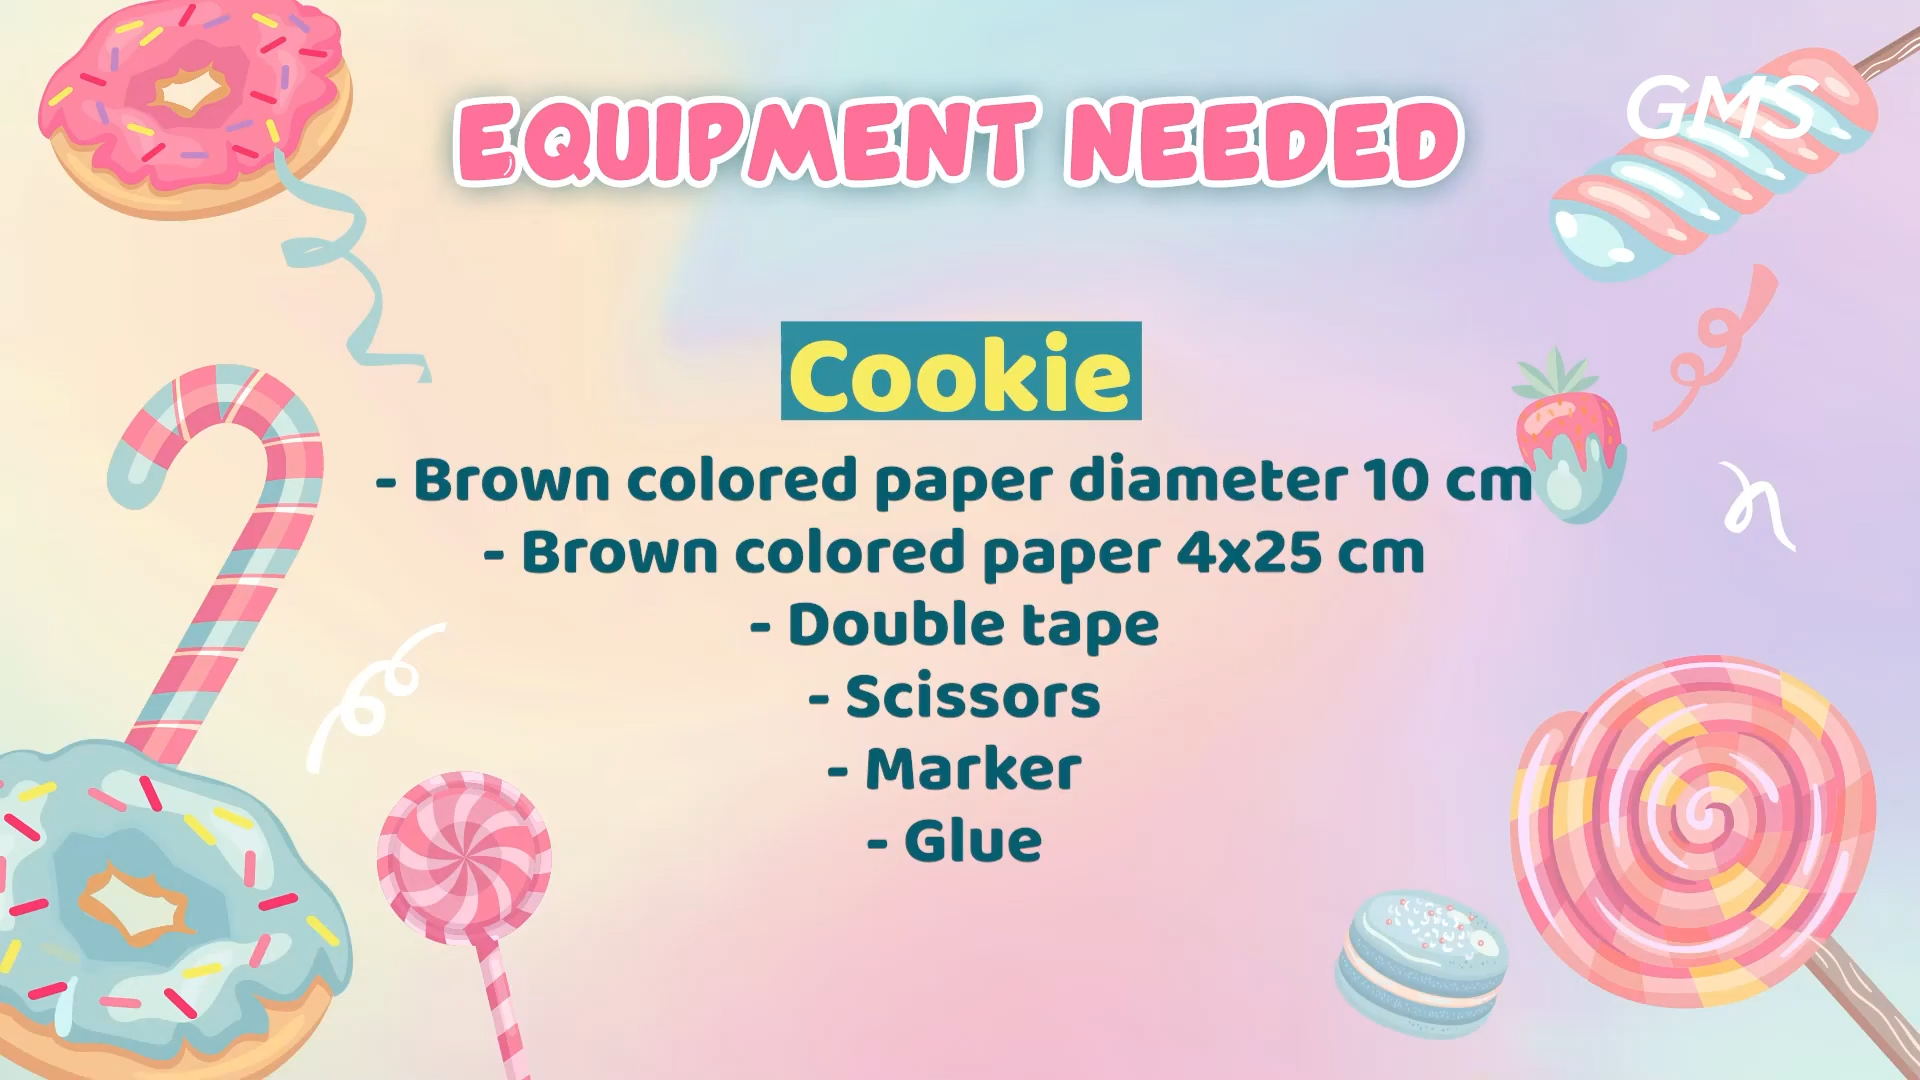 EQUIPMENT NEEDED
GMS
Cookie
- Brown colored paper diameter 10 cm
- Brown colored paper 4x25 cm
- Double tape
- Scissors
- Marker
- Glue